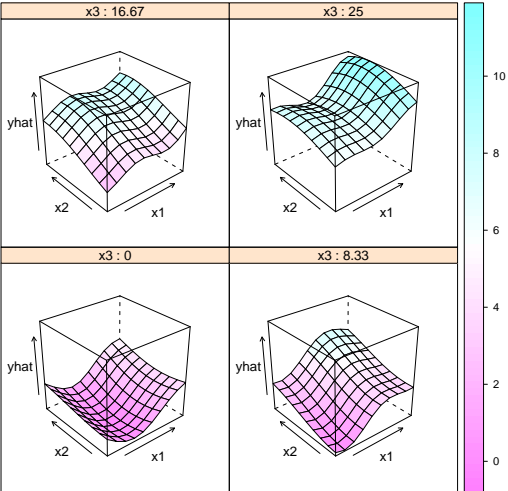 x3 : 16.67
x3 : 25
yhat
x2
x1
yhat
x2
x1
x3 : 0
x3 : 8.33
yhat
x2
x1
yhat
x2
x1
10
8
6
4
2
0